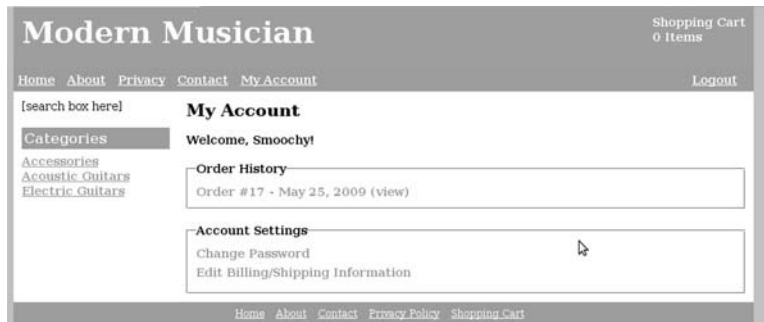 Modern Musician
Shopping Cart
0 Items
Home About Privacy Contact My Account Logout
[search box here]
Categories
Accessories
Acoustic Guitars
Electric Guitars
My Account
Welcome, Smoochy!
Order History
Order #17 - May 25, 2009 (view)
Account Settings
Change Password
Edit Billing/Shipping Information
Home About Contact Privacy Policy Shopping Cart